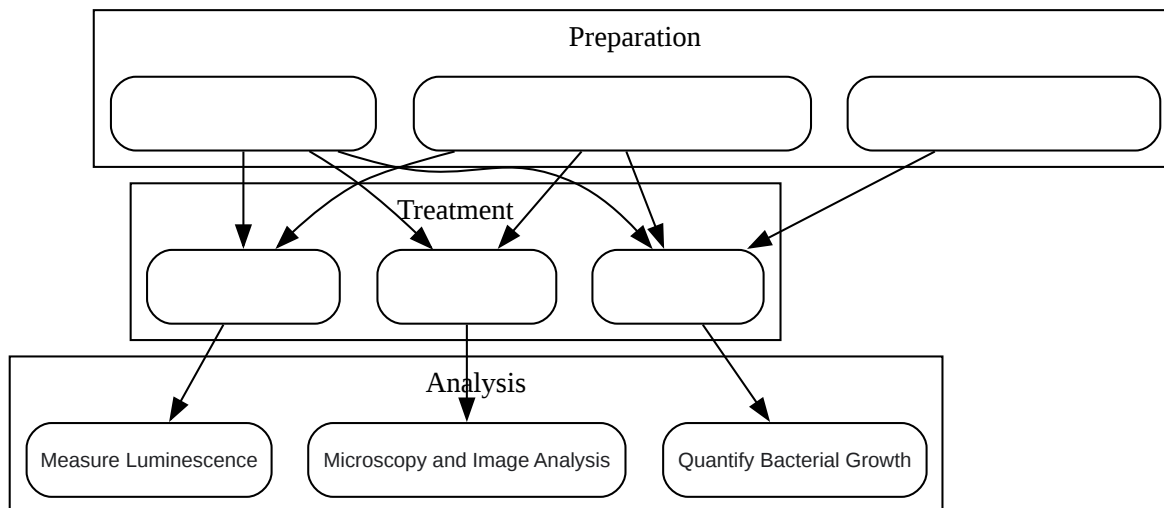 Preparation
Treatment
Analysis
Measure Luminescence
Microscopy and Image Analysis
Quantify Bacterial Growth